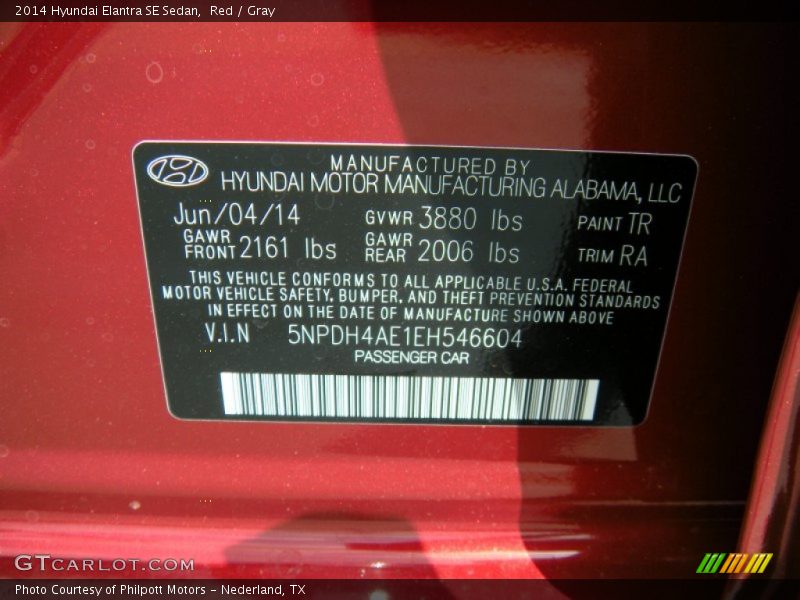 2014 Hyundai Elantra SE Sedan, Red / Gray
MANUFACTURED BY
HYUNDAI MOTOR MANUFACTURING ALABAMA, LLC
Jun/04/14 GVWR 3880 lbs PAINT TR
GAWR FRONT 2161 lbs GAWR REAR 2006 lbs TRIM RA
THIS VEHICLE CONFORMS TO ALL APPLICABLE U.S.A. FEDERAL
MOTOR VEHICLE SAFETY, BUMPER, AND THEFT PREVENTION STANDARDS
IN EFFECT ON THE DATE OF MANUFACTURE SHOWN ABOVE
V.I.N 5NPDH4AE1EH546604
PASSENGER CAR
GTCARLOT.COM
Photo Courtesy of Philpott Motors - Nederland, TX